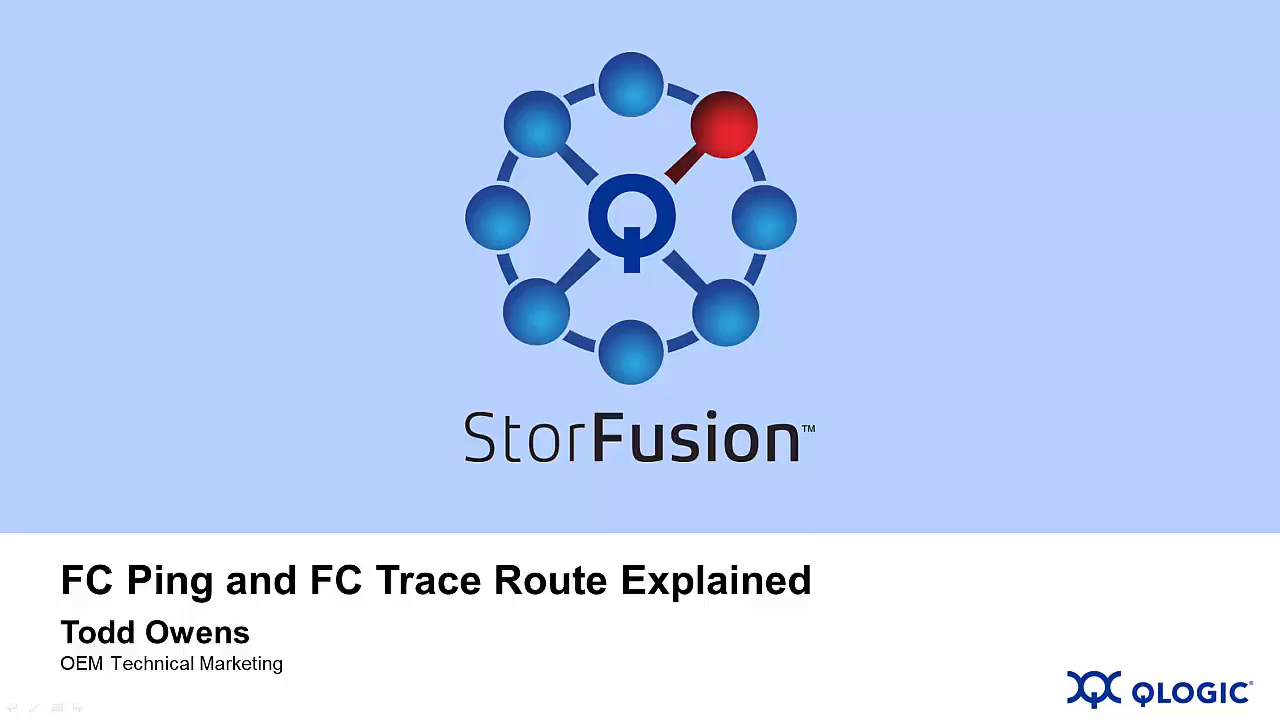 Q
StorFusion™
FC Ping and FC Trace Route Explained
Todd Owens
OEM Technical Marketing
QLOGIC®